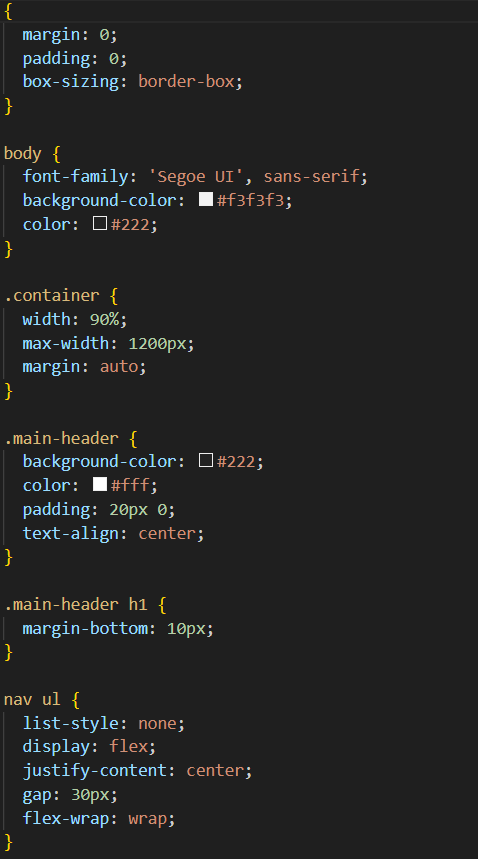 {
  margin: 0;
  padding: 0;
  box-sizing: border-box;
}

body {
  font-family: 'Segoe UI', sans-serif;
  background-color: #f3f3f3;
  color: #222;
}

.container {
  width: 90%;
  max-width: 1200px;
  margin: auto;
}

.main-header {
  background-color: #222;
  color: #fff;
  padding: 20px 0;
  text-align: center;
}

.main-header h1 {
  margin-bottom: 10px;
}

nav ul {
  list-style: none;
  display: flex;
  justify-content: center;
  gap: 30px;
  flex-wrap: wrap;
}